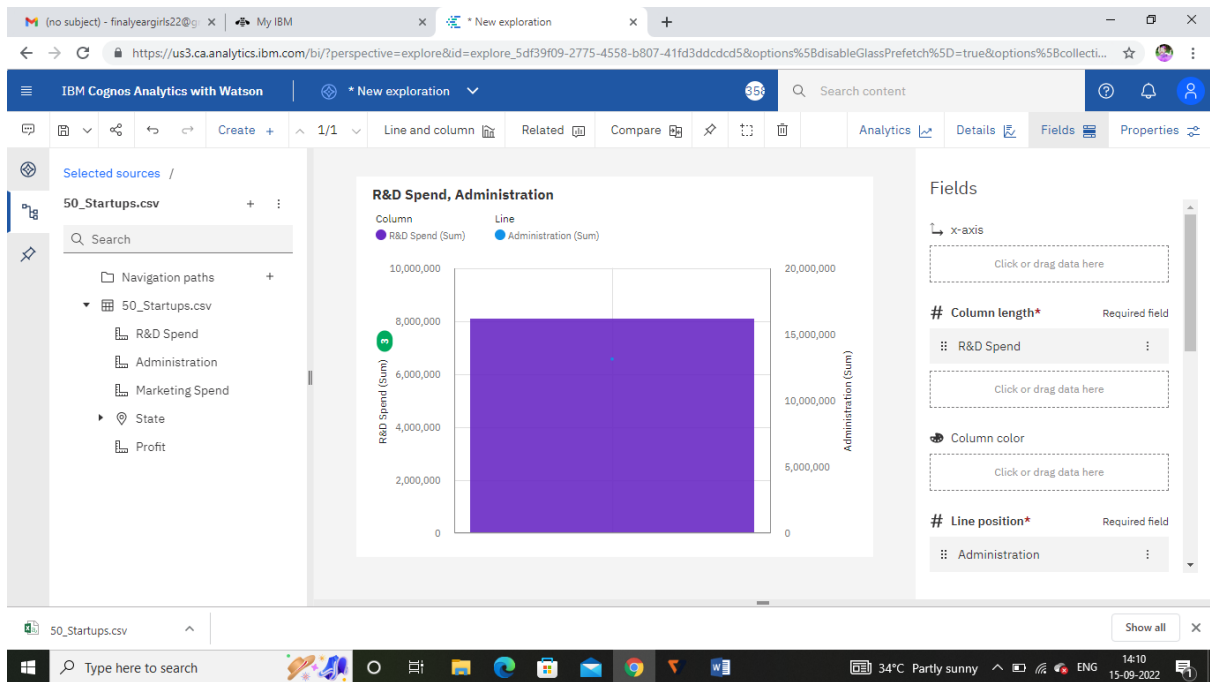 (no subject) - finalyeargirls22@g
My IBM
* New exploration
https://us3.ca.analytics.ibm.com/bi/?perspective=explore&id=explore_5df39f09-2775-4558-b807-41fd3ddcdcd5&options%5BdisableGlassPrefetch%5D=true&options%5Bcollecti...
IBM Cognos Analytics with Watson
* New exploration
Search content
Create +
1/1
Line and column
Related
Compare
Analytics
Details
Fields
Properties
Selected sources /
50_Startups.csv
Search
Navigation paths
50_Startups.csv
R&D Spend
Administration
Marketing Spend
State
Profit
R&D Spend, Administration
Column
Line
R&D Spend (Sum)
Administration (Sum)
10,000,000
8,000,000
6,000,000
4,000,000
2,000,000
0
R&D Spend (Sum)
3
20,000,000
15,000,000
10,000,000
5,000,000
0
Administration (Sum)
Fields
x-axis
Click or drag data here
# Column length* Required field
R&D Spend
Click or drag data here
Column color
Click or drag data here
# Line position* Required field
Administration
50_Startups.csv
Show all
Type here to search
34°C Partly sunny
ENG
14:10
15-09-2022
1